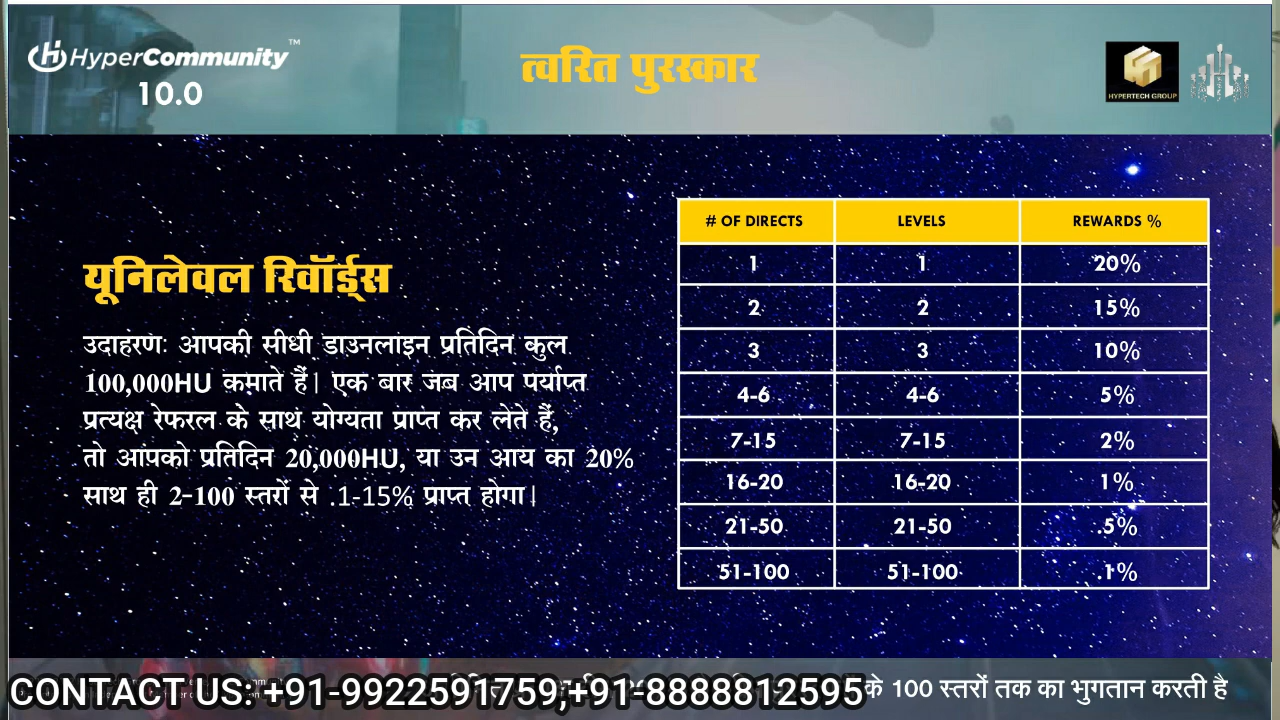 HyperCommunity™
10.0
त्वरित पुरस्कार
HYPERTECH GROUP
यूनिलेवल रिवॉर्ड्स
उदाहरण: आपकी सीधी डाउनलाइन प्रतिदिन कुल
100,000HU कमाते हैं| एक बार जब आप पर्याप्त
प्रत्यक्ष रेफरल के साथ योग्यता प्राप्त कर लेते हैं,
तो आपको प्रतिदिन 20,000HU, या उन आय का 20%
साथ ही 2-100 स्तरों से .1-15% प्राप्त होगा|
# OF DIRECTS LEVELS REWARDS %
1 1 20%
2 2 15%
3 3 10%
4-6 4-6 5%
7-15 7-15 2%
16-20 16-20 1%
21-50 21-50 .5%
51-100 51-100 .1%
CONTACT US: +91-9922591759,+91-8888812595
के 100 स्तरों तक का भुगतान करती है